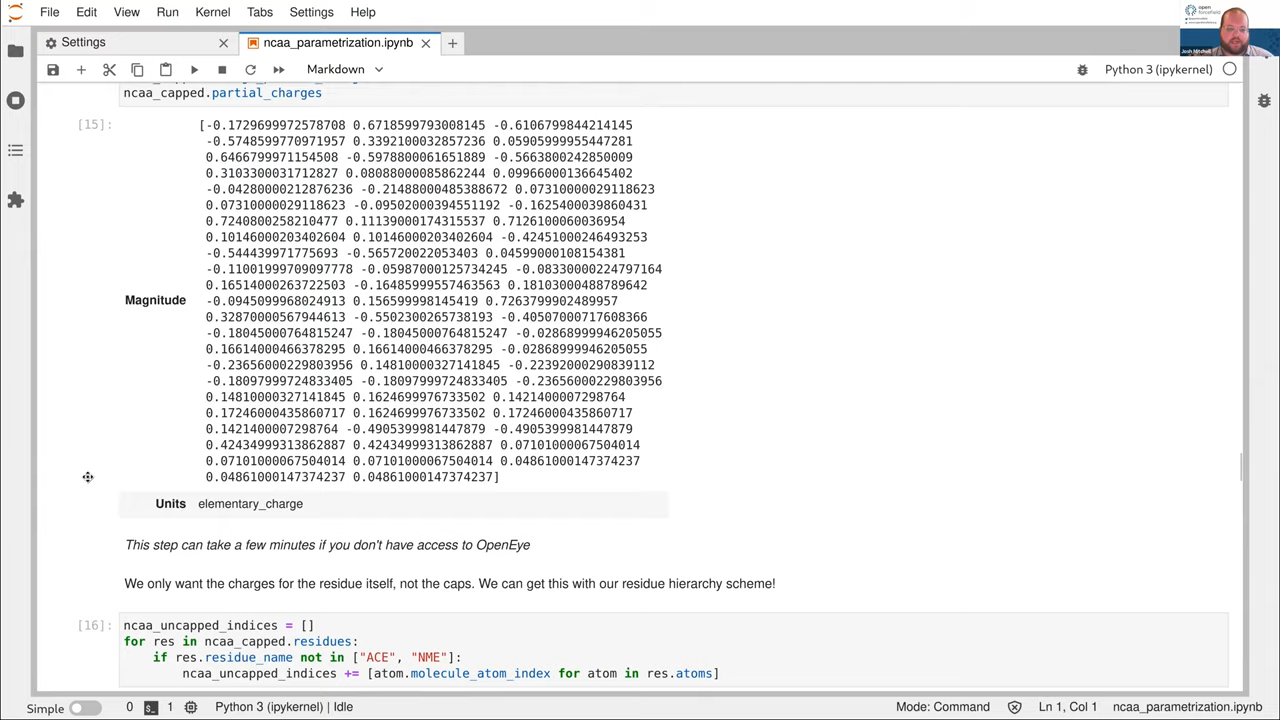 File Edit View Run Kernel Tabs Settings Help
open
forcefield
Josh Mitchell
Settings
ncaa_parametrization.ipynb
Markdown
Python 3 (ipykernel)
ncaa_capped.partial_charges
[15]:
[-0.1729699972578708 0.6718599793008145 -0.6106799844214145
-0.5748599770971957 0.3392100032857236 0.05905999955447281
0.6466799971154508 -0.5978800061651889 -0.5663800242850009
0.3103300031712827 0.08088000085862244 0.09966000136645402
-0.04280000212876236 -0.21488000485388672 0.07310000029118623
0.07310000029118623 -0.09502000394551192 -0.1625400039860431
0.7240800258210477 0.11139000174315537 0.7126100060036954
0.10146000203402604 0.10146000203402604 -0.42451000246493253
-0.544439971775693 -0.565720022053403 0.04599000108154381
-0.11001999709097778 -0.05987000125734245 -0.08330000224797164
0.16514000263722503 -0.16485999557463563 0.18103000488789642
-0.0945099968024913 0.156599998145419 0.7263799902489957
Magnitude
0.32870000567944613 -0.5502300265738193 -0.40507000717608366
-0.18045000764815247 -0.18045000764815247 -0.02868999946205055
0.16614000466378295 0.16614000466378295 -0.02868999946205055
-0.23656000229803956 0.14810000327141845 -0.22392000290839112
-0.18097999724833405 -0.18097999724833405 -0.23656000229803956
0.14810000327141845 0.1624699976733502 0.1421400007298764
0.17246000435860717 0.1624699976733502 0.17246000435860717
0.1421400007298764 -0.4905399981447879 -0.4905399981447879
0.42434999313862887 0.42434999313862887 0.07101000067504014
0.07101000067504014 0.07101000067504014 0.04861000147374237
0.04861000147374237 0.04861000147374237]
Units elementary_charge
This step can take a few minutes if you don't have access to OpenEye
We only want the charges for the residue itself, not the caps. We can get this with our residue hierarchy scheme!
[16]:
ncaa_uncapped_indices = []
for res in ncaa_capped.residues:
if res.residue_name not in ["ACE", "NME"]:
ncaa_uncapped_indices += [atom.molecule_atom_index for atom in res.atoms]
Simple 0 1 Python 3 (ipykernel) | Idle Mode: Command Ln 1, Col 1 ncaa_parametrization.ipynb